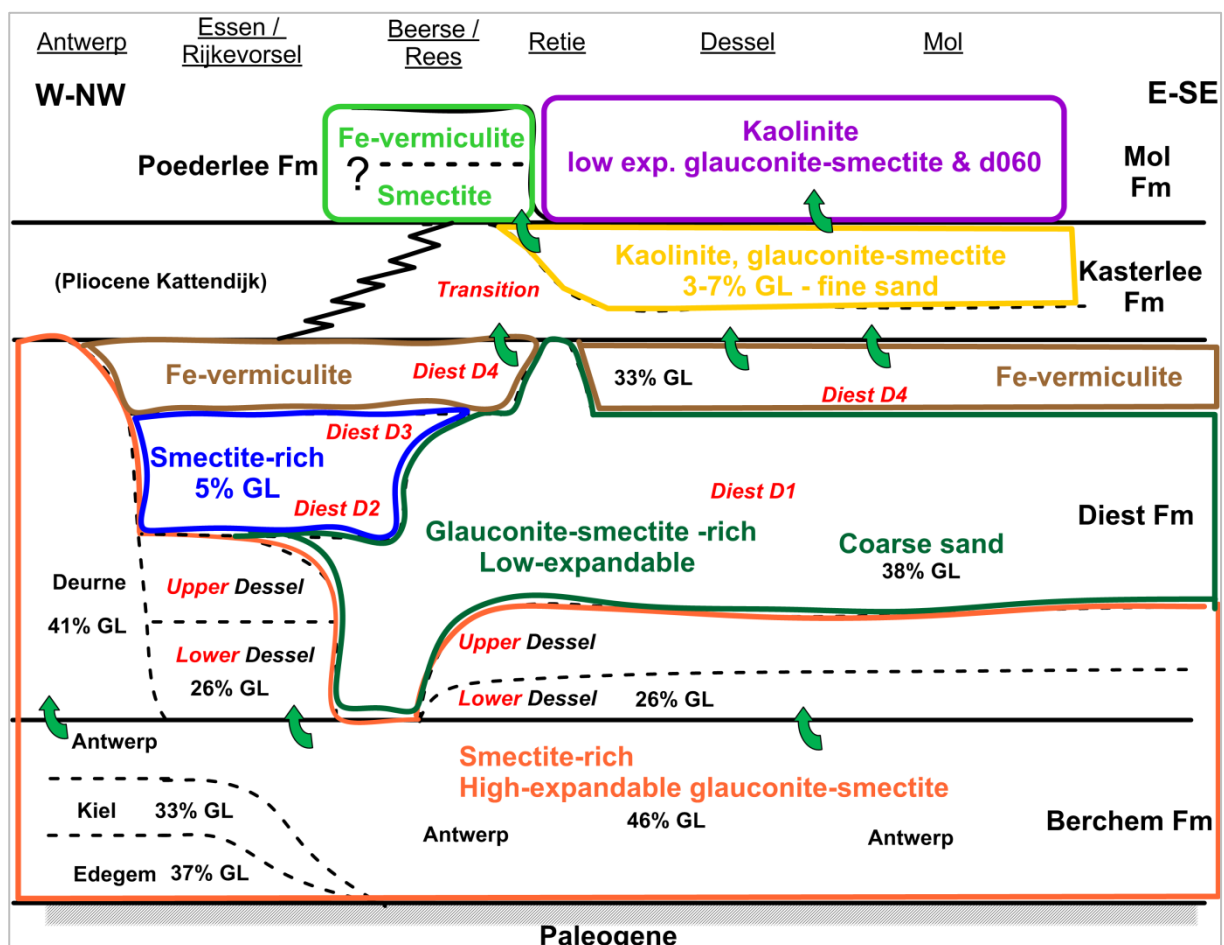 Antwerp
Essen /
Rijkevorsel
Beerse /
Rees
Retie
Dessel
Mol
W-NW
E-SE
Poederlee Fm
Fe-vermiculite
?
Smectite
Kaolinite
low exp. glauconite-smectite & d060
Mol
Fm
(Pliocene Kattendijk)
Transition
Kaolinite, glauconite-smectite
3-7% GL - fine sand
Kasterlee
Fm
Fe-vermiculite
Diest D4
33% GL
Diest D4
Fe-vermiculite
Diest D3
Smectite-rich
5% GL
Diest D2
Diest D1
Glauconite-smectite -rich
Low-expandable
Coarse sand
38% GL
Diest Fm
Deurne
41% GL
Upper Dessel
Lower Dessel
26% GL
Upper Dessel
Lower Dessel
26% GL
Antwerp
Kiel
33% GL
Edegem
37% GL
Smectite-rich
High-expandable glauconite-smectite
46% GL
Antwerp
Antwerp
Berchem Fm
Paleogene